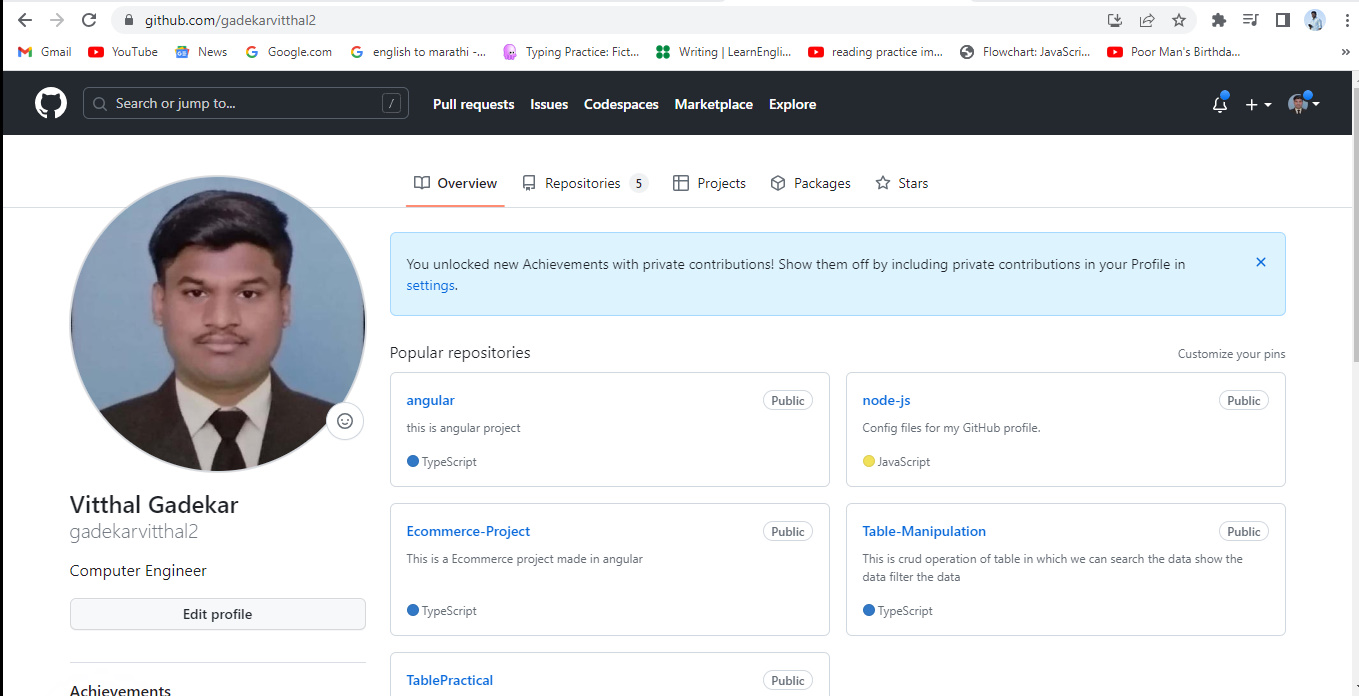 github.com/gadekarvitthal2
Gmail YouTube News Google.com english to marathi -... Typing Practice: Fict... Writing | LearnEngli... reading practice im... Flowchart: JavaScri... Poor Man's Birthda... »
Search or jump to... / Pull requests Issues Codespaces Marketplace Explore
Overview Repositories 5 Projects Packages Stars
You unlocked new Achievements with private contributions! Show them off by including private contributions in your Profile in
settings.
Popular repositories Customize your pins
angular Public
this is angular project
TypeScript
node-js Public
Config files for my GitHub profile.
JavaScript
Ecommerce-Project Public
This is a Ecommerce project made in angular
TypeScript
Table-Manipulation Public
This is crud operation of table in which we can search the data show the
data filter the data
TypeScript
TablePractical Public
Vitthal Gadekar
gadekarvitthal2
Computer Engineer
Edit profile
Achievements